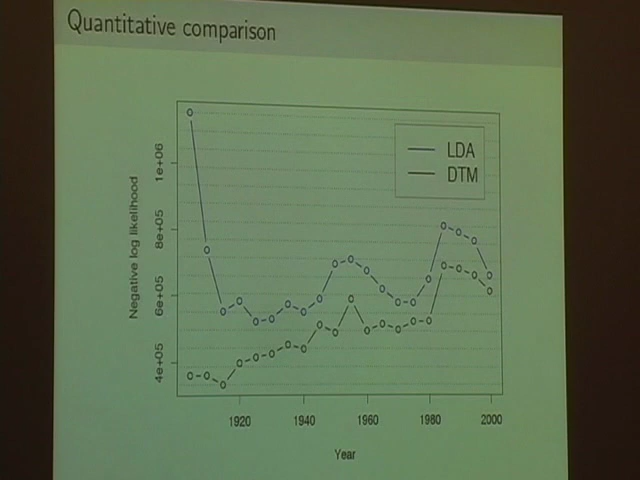 Quantitative comparison
LDA
DTM
Negative log likelihood
1e+06
8e+05
6e+05
4e+05
1920
1940
1960
1980
2000
Year